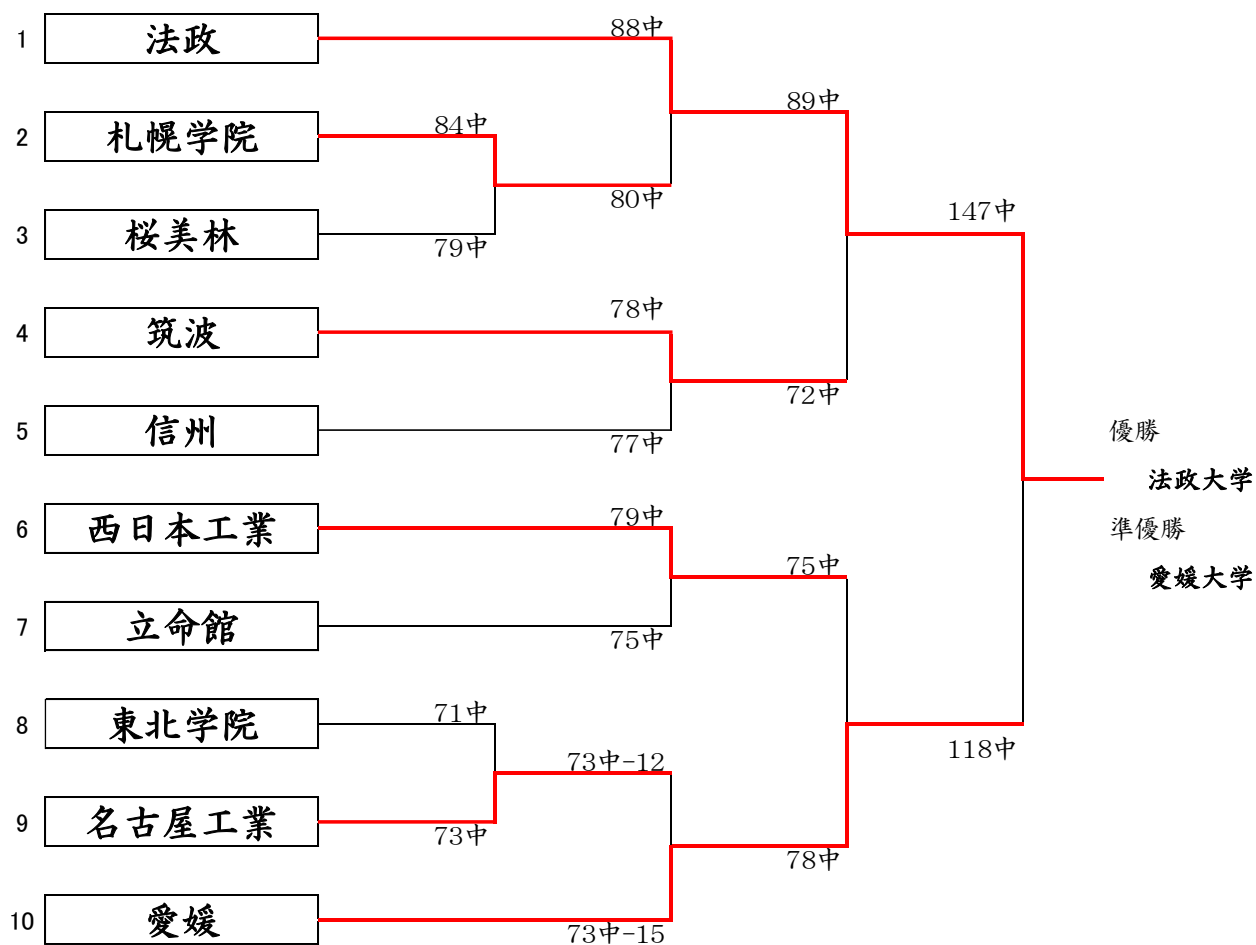 88中
1 法政
89中
84中
2 札幌学院
80中
147中
3 桜美林
79中
78中
4 筑波
72中
5 信州
77中
優勝
法政大学
79中
6 西日本工業
準優勝
75中
愛媛大学
7 立命館
75中
71中
8 東北学院
118中
73中-12
9 名古屋工業
73中
78中
10 愛媛
73中-15